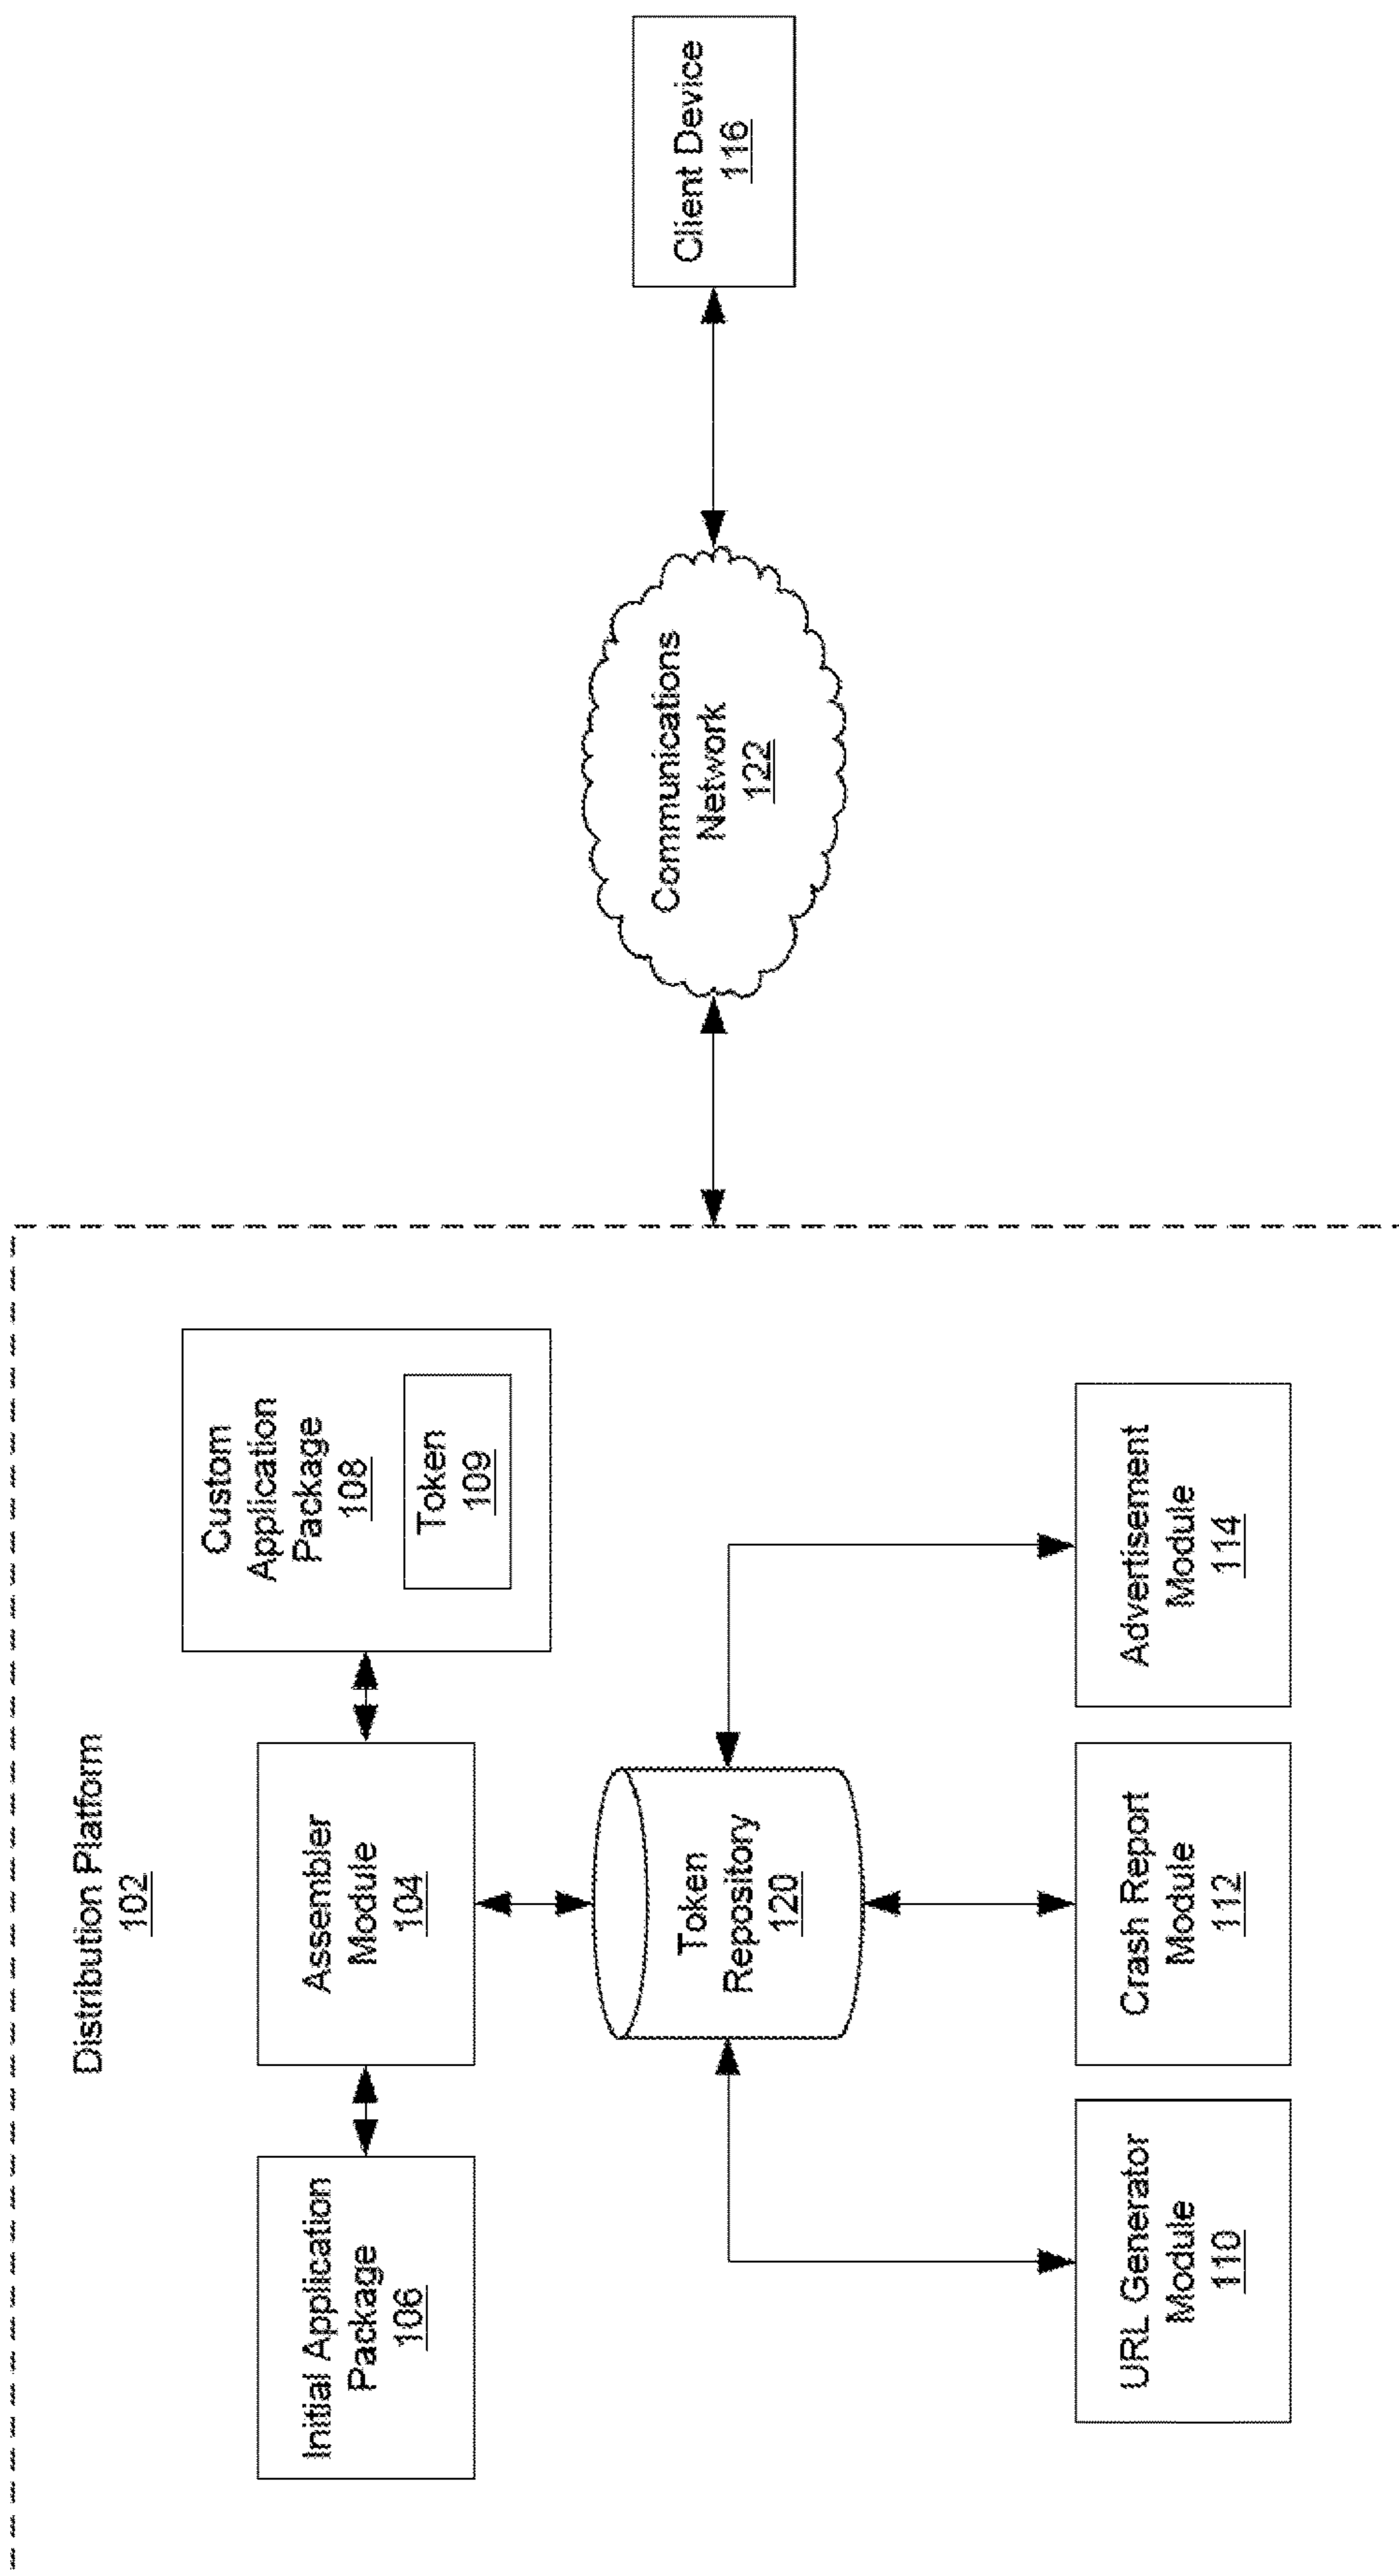 Distribution Platform
102
Initial Application
Package
106
Assembler
Module
104
Custom
Application
Package
108
Token
109
Token
Repository
120
URL Generator
Module
110
Crash Report
Module
112
Advertisement
Module
114
Communications
Network
122
Client Device
116